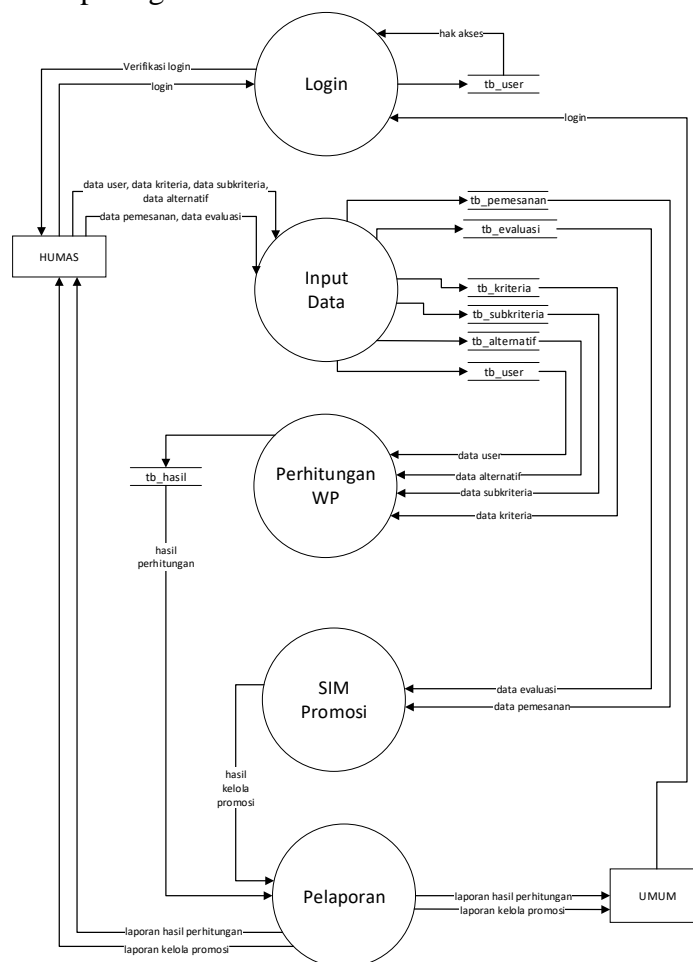 hak akses
Verifikasi login
login
Login
tb_user
login
data user, data kriteria, data subkriteria,
data alternatif
data pemesanan, data evaluasi
tb_pemesanan
tb_evaluasi
HUMAS
Input
Data
tb_kriteria
tb_subkriteria
tb_alternatif
tb_user
data user
tb_hasil
Perhitungan
WP
data alternatif
data subkriteria
data kriteria
hasil
perhitungan
SIM
Promosi
data evaluasi
data pemesanan
hasil
kelola
promosi
Pelaporan
laporan hasil perhitungan
laporan kelola promosi
UMUM
laporan hasil perhitungan
laporan kelola promosi